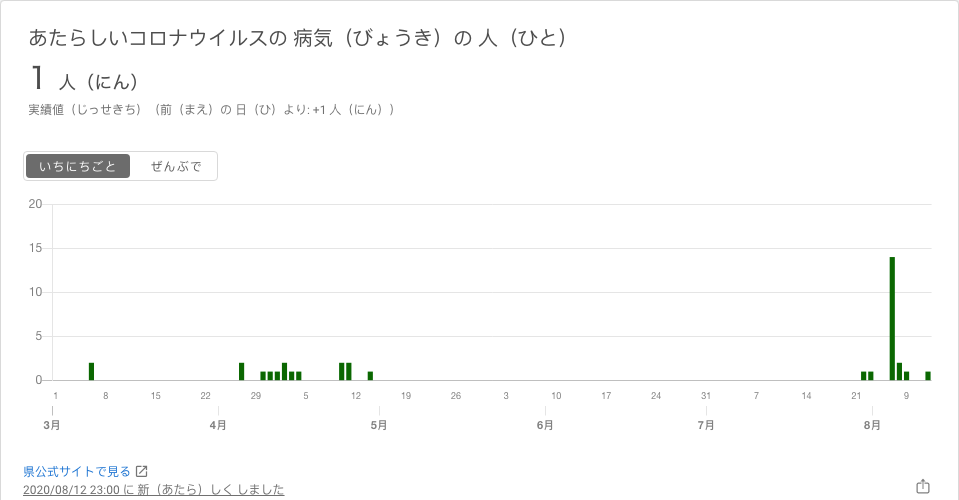 あたらしいコロナウイルスの 病気（びょうき）の 人（ひと）
1 人（にん）
実績値（じっせきち）（前（まえ）の 日（ひ）より: +1 人（にん））
いちにちごと ぜんぶで
20
15
10
5
0
1 8 15 22 29 5 12 19 26 3 10 17 24 31 7 14 21 9
3月 4月 5月 6月 7月 8月
県公式サイトで見る
2020/08/12 23:00 に 新（あたら）しく しました